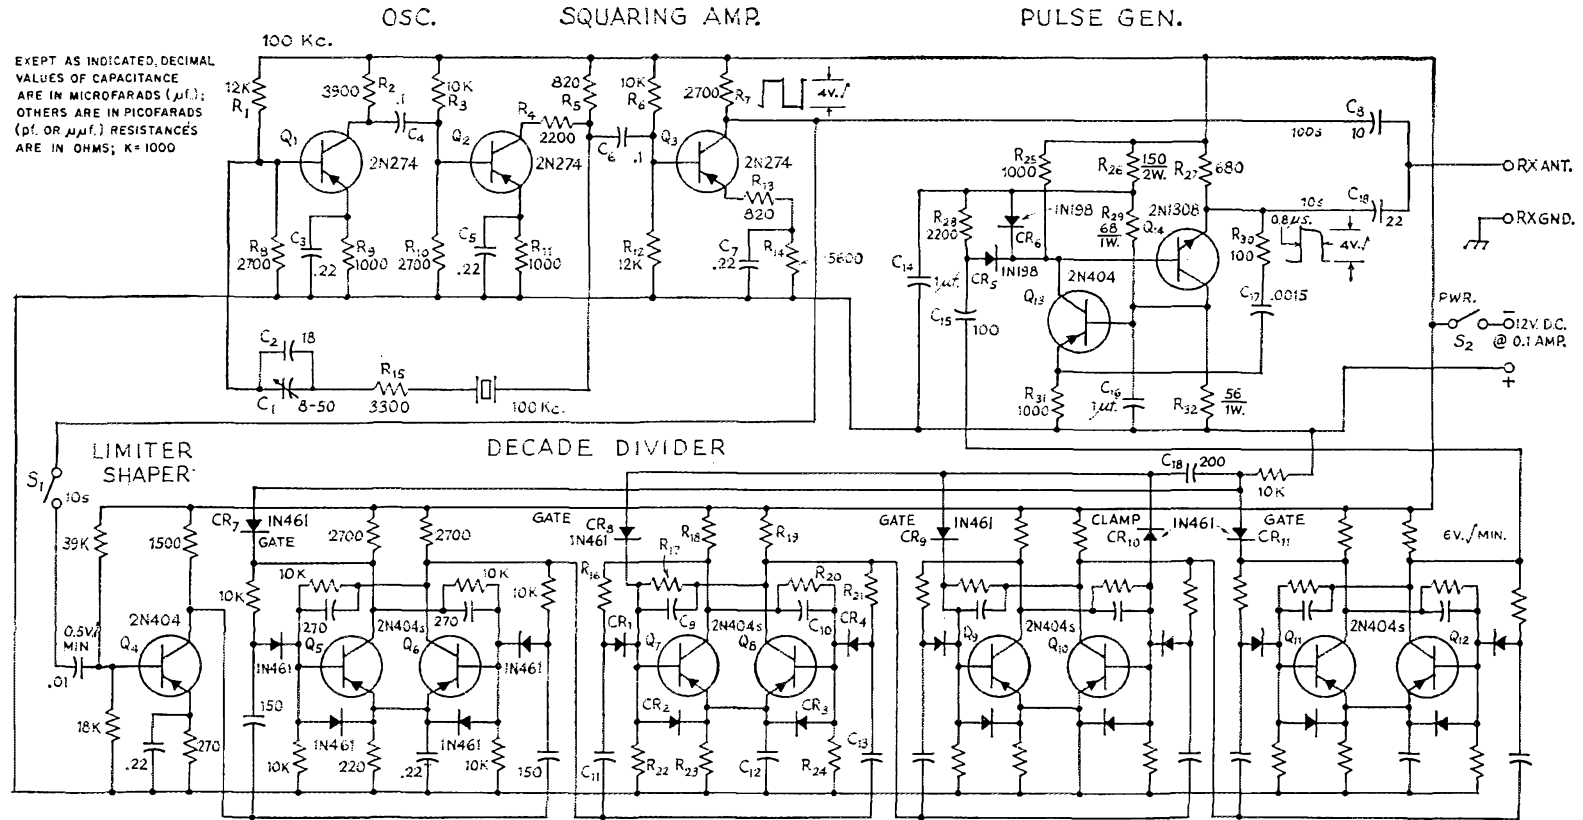 OSC.
SQUARING AMP.
PULSE GEN.
100 Kc.
EXEPT AS INDICATED, DECIMAL
VALUES OF CAPACITANCE
ARE IN MICROFARADS (µf.);
OTHERS ARE IN PICOFARADS
(pf. OR µµf.) RESISTANCES
ARE IN OHMS; K=1000
12K
R1
3900
R2
.1
C4
10K
R3
R4
2200
820
R5
C6
.1
10K
R6
2700
R7
4V.
Q1
2N274
Q2
2N274
Q3
2N274
R13
820
R8
2700
C3
.22
R9
1000
R10
2700
C5
.22
R11
1000
R12
12K
C7
.22
R14
5600
C2
18
C1
8-50
R15
3300
100 Kc.
100s
C8
10
RX ANT.
R25
1000
R26
150
2W.
R27
680
10s
C18
22
RX GND.
R28
2200
1N198
CR6
R29
68
1W.
2N1308
Q14
R30
100
0.8µs.
4V.
CR5
1N198
C14
1µf.
2N404
Q13
C15
100
C17
.0015
PWR.
S2
−
12V. D.C.
@ 0.1 AMP.
+
R31
1000
C16
1µf.
R32
56
1W.
LIMITER
SHAPER
DECADE DIVIDER
S1
10s
C18
200
10K
CR7
1N461
GATE
2700
2700
GATE
CR8
1N461
R18
R19
GATE
1N461
CR9
CLAMP
CR10
1N461
GATE
CR11
6V. MIN.
39K
1500
10K
10K
10K
10K
R16
R17
R20
R21
0.5V.
MIN
2N404
Q4
.01
270
270
2N404s
Q5
Q6
1N461
1N461
C9
C10
2N404s
CR1
CR4
Q7
Q8
2N404s
Q9
Q10
2N404s
Q11
Q12
18K
.22
270
150
1N461
1N461
10K
220
.22
10K
150
CR2
CR3
C11
R22
R23
C12
R24
C13